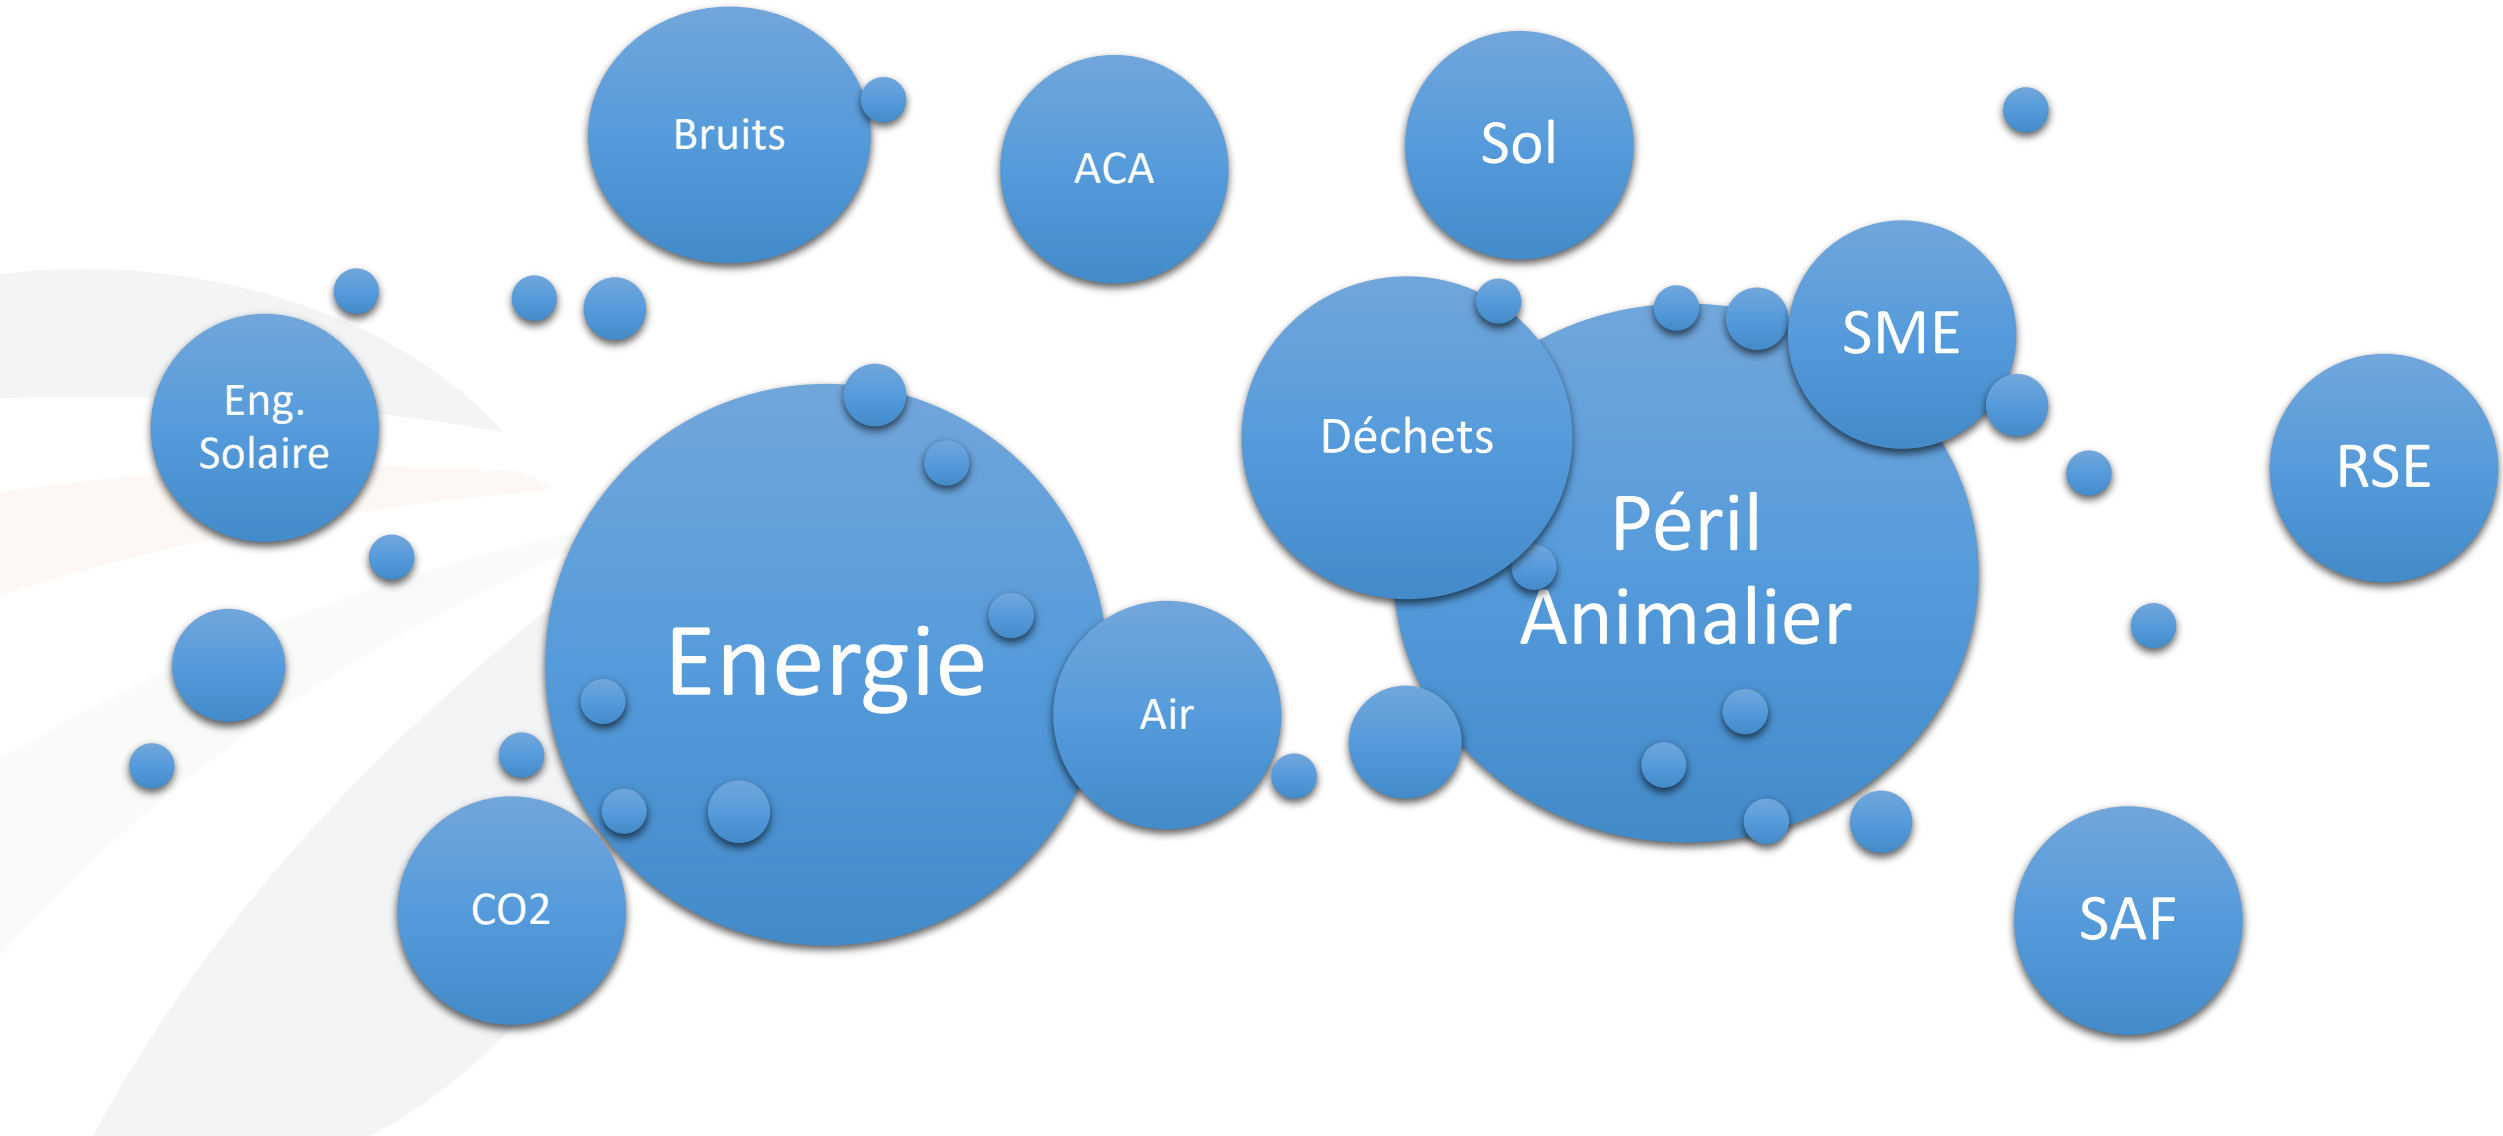 Bruits
ACA
Sol
SME
Eng.
Solaire
Déchets
RSE
Péril
Animalier
Energie
Air
CO2
SAF